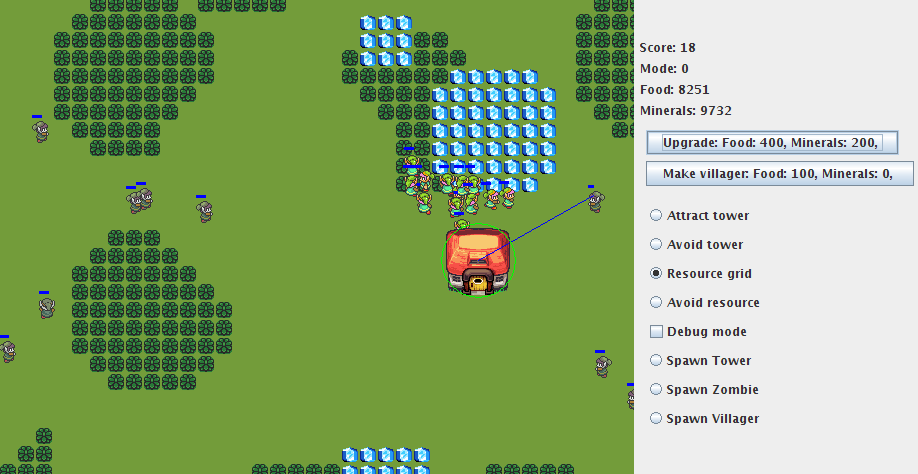 Score: 18
Mode: 0
Food: 8251
Minerals: 9732
Upgrade: Food: 400, Minerals: 200,
Make villager: Food: 100, Minerals: 0,
Attract tower
Avoid tower
Resource grid
Avoid resource
Debug mode
Spawn Tower
Spawn Zombie
Spawn Villager